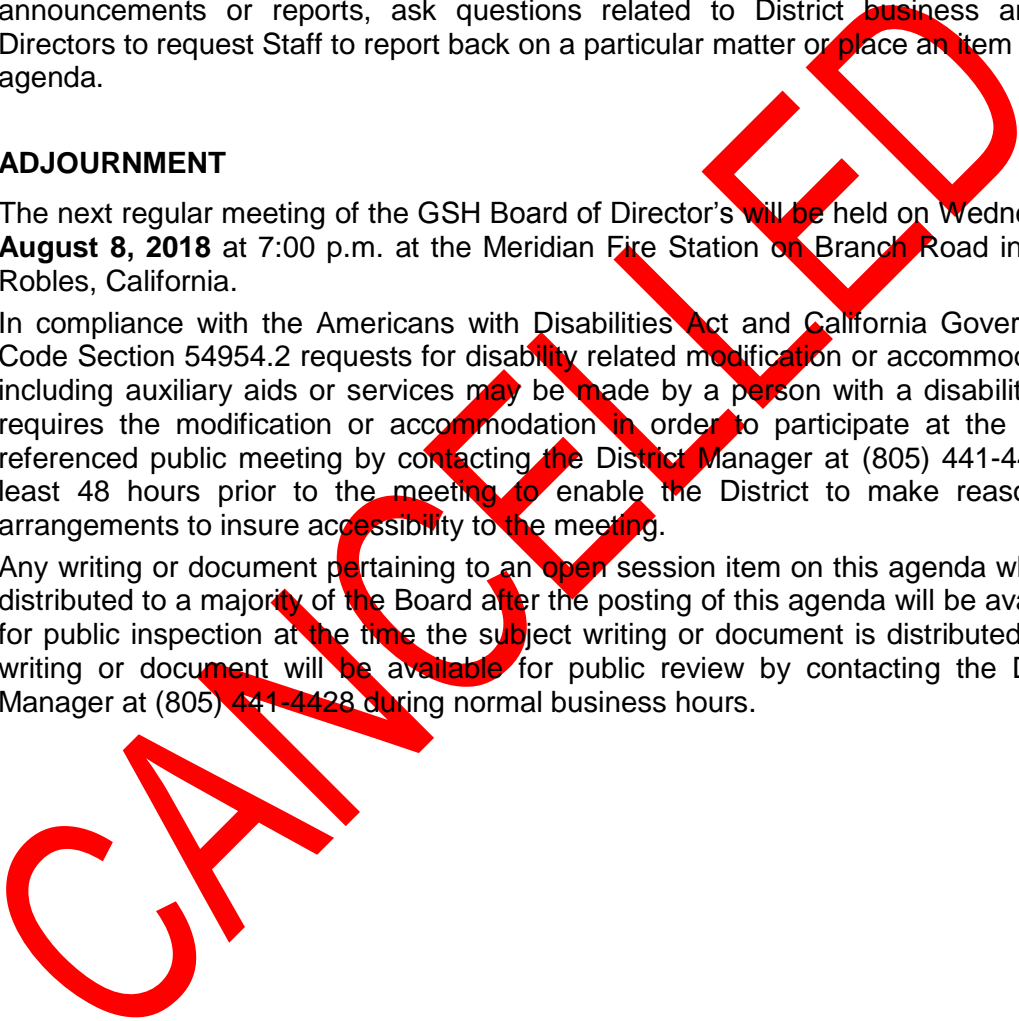 announcements or reports, ask questions related to District business an
Directors to request Staff to report back on a particular matter or place an item
agenda.
ADJOURNMENT
The next regular meeting of the GSH Board of Director's will be held on Wedne
August 8, 2018 at 7:00 p.m. at the Meridian Fire Station on Branch Road in
Robles, California.
In compliance with the Americans with Disabilities Act and California Gover
Code Section 54954.2 requests for disability related modification or accommoc
including auxiliary aids or services may be made by a person with a disabilit
requires the modification or accommodation in order to participate at the
referenced public meeting by contacting the District Manager at (805) 441-44
least 48 hours prior to the meeting to enable the District to make reaso
arrangements to insure accessibility to the meeting.
Any writing or document pertaining to an open session item on this agenda wh
distributed to a majority of the Board after the posting of this agenda will be ava
for public inspection at the time the subject writing or document is distributed
writing or document will be available for public review by contacting the D
Manager at (805) 441-4428 during normal business hours.
CANCELLED